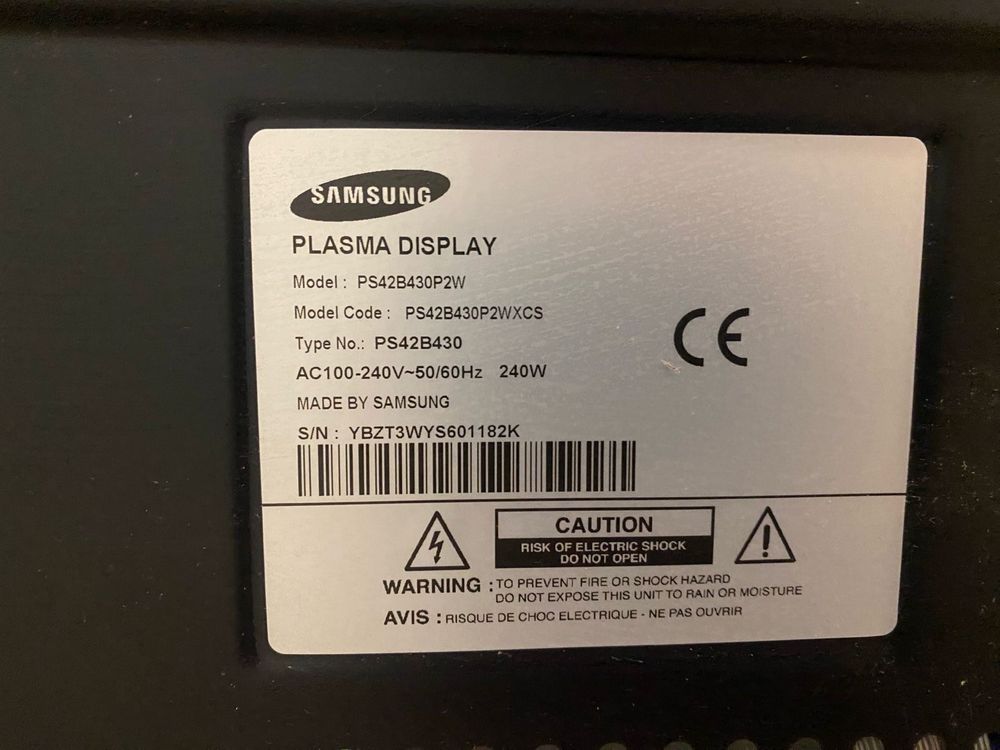 SAMSUNG
PLASMA DISPLAY
Model : PS42B430P2W
Model Code : PS42B430P2WXCS
Type No.: PS42B430
AC100-240V~50/60Hz 240W
MADE BY SAMSUNG
S/N : YBZT3WYS601182K
CE
CAUTION
RISK OF ELECTRIC SHOCK
DO NOT OPEN
WARNING : TO PREVENT FIRE OR SHOCK HAZARD
DO NOT EXPOSE THIS UNIT TO RAIN OR MOISTURE
AVIS : RISQUE DE CHOC ELECTRIQUE - NE PAS OUVRIR